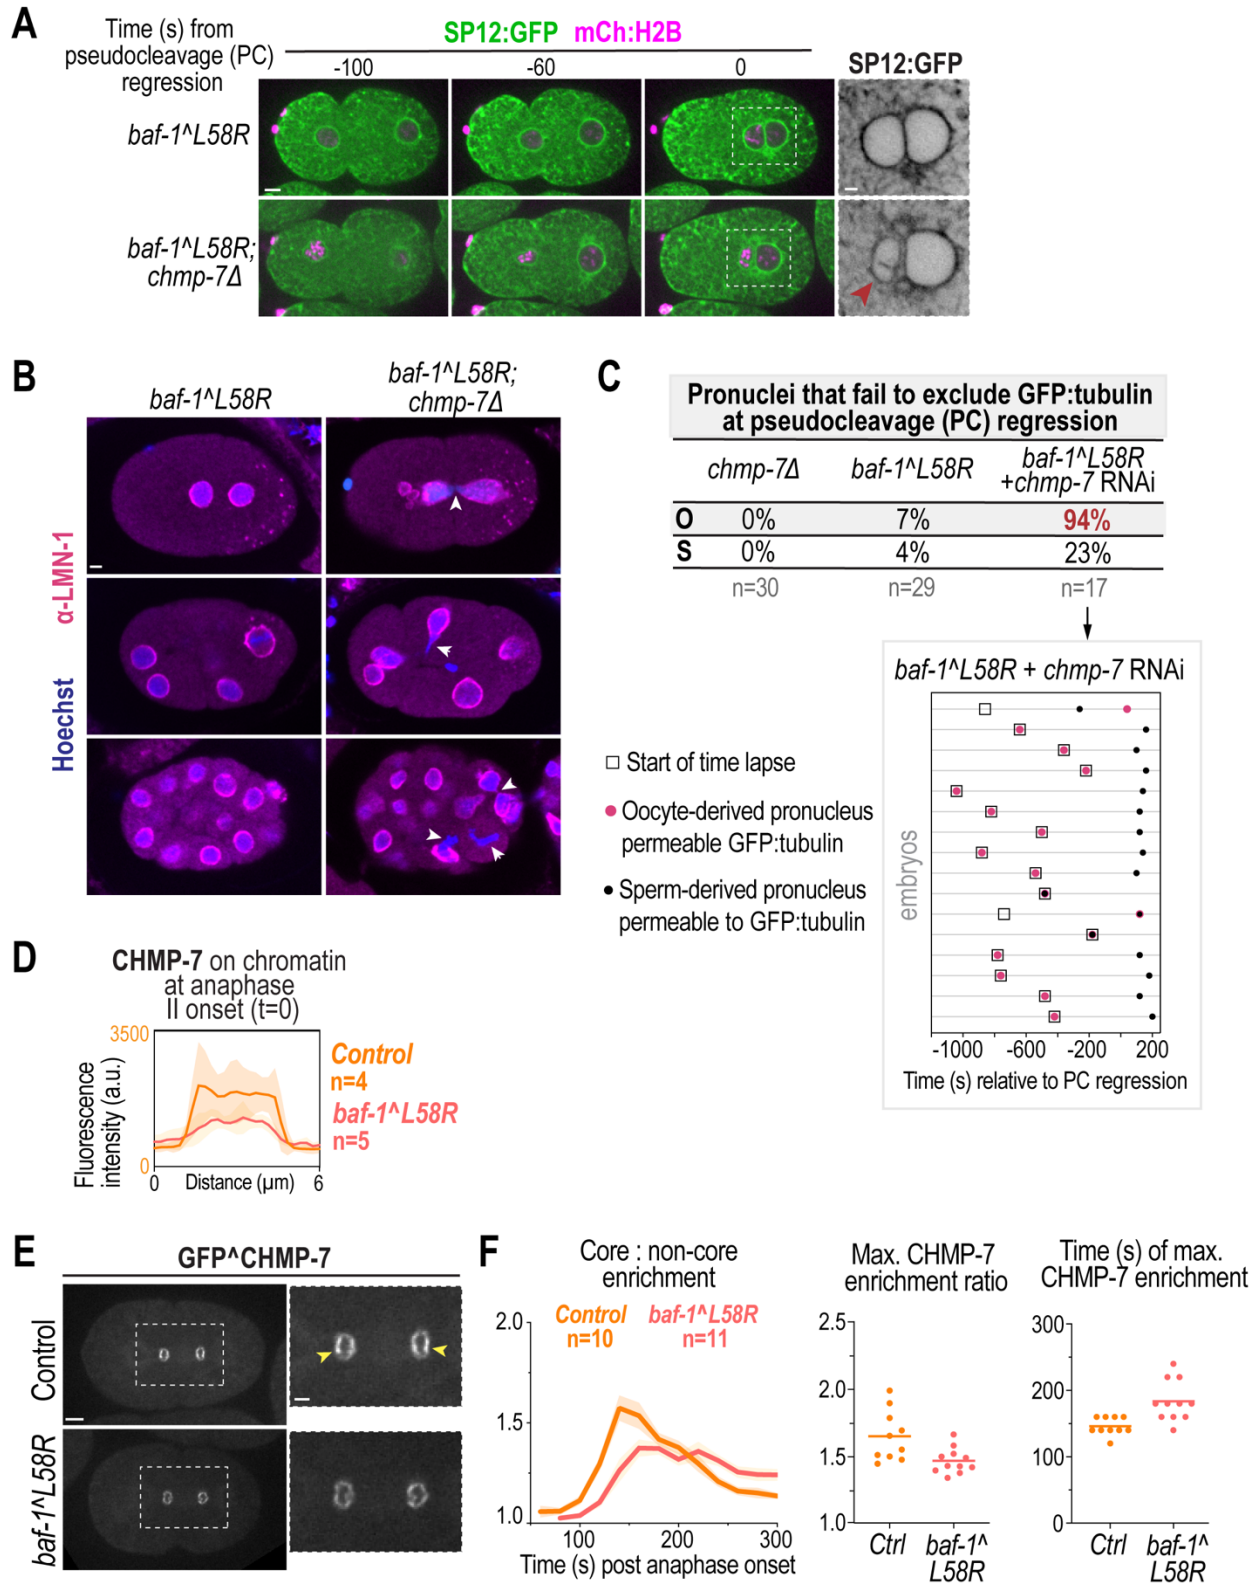 A
Time (s) from
pseudocleavage (PC)
regression
SP12:GFP mCh:H2B
-100 -60 0
SP12:GFP
baf-1^L58R
baf-1^L58R;
chmp-7Δ
B
baf-1^L58R
baf-1^L58R;
chmp-7Δ
Hoechst α-LMN-1
C
Pronuclei that fail to exclude GFP:tubulin
at pseudocleavage (PC) regression
chmp-7Δ baf-1^L58R baf-1^L58R
+chmp-7 RNAi
O 0% 7% 94%
S 0% 4% 23%
n=30 n=29 n=17
baf-1^L58R + chmp-7 RNAi
Start of time lapse
Oocyte-derived pronucleus
permeable GFP:tubulin
Sperm-derived pronucleus
permeable to GFP:tubulin
embryos
-1000 -600 -200 200
Time (s) relative to PC regression
D
CHMP-7 on chromatin
at anaphase
II onset (t=0)
Fluorescence
intensity (a.u.)
3500
0
0 Distance (µm) 6
Control
n=4
baf-1^L58R
n=5
E
GFP^CHMP-7
Control
baf-1^L58R
F
Core : non-core
enrichment
Control baf-1^L58R
n=10 n=11
2.0
1.5
1.0
100 200 300
Time (s) post anaphase onset
Max. CHMP-7
enrichment ratio
2.5
2.0
1.5
1.0
Ctrl baf-1^
L58R
Time (s) of max.
CHMP-7 enrichment
300
200
100
0
Ctrl baf-1^
L58R